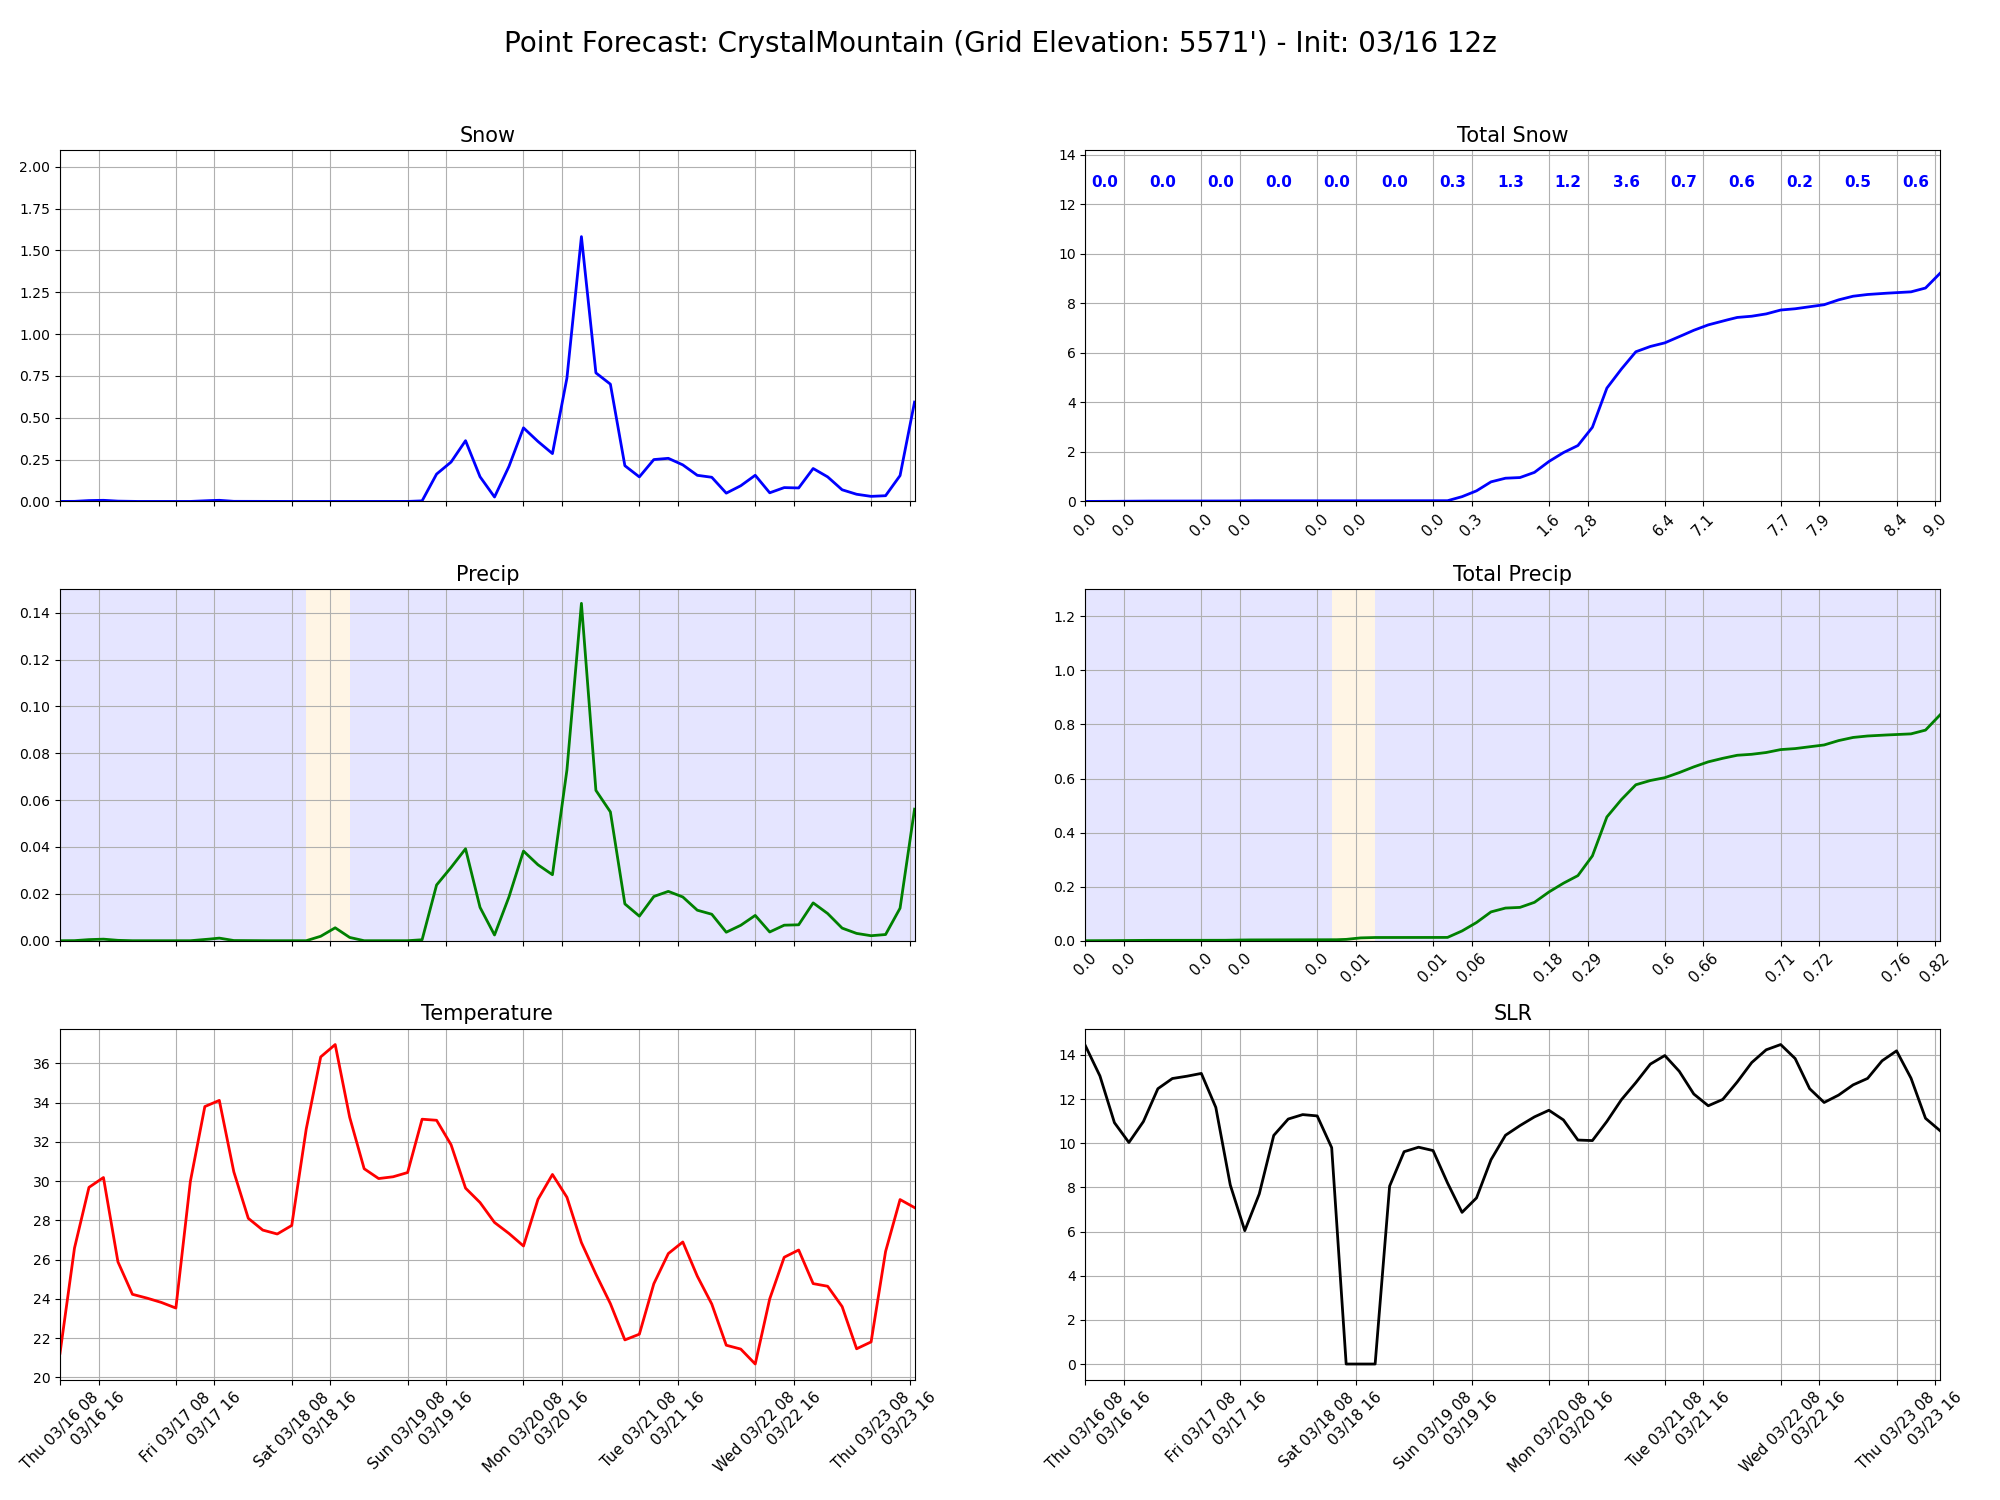 Point Forecast: CrystalMountain (Grid Elevation: 5571') - Init: 03/16 12z
Snow
2.00
1.75
1.50
1.25
1.00
0.75
0.50
0.25
0.00
Total Snow
14
12
10
8
6
4
2
0
0.0 0.0 0.0 0.0 0.0 0.0 0.3 1.3 1.2 3.6 0.7 0.6 0.2 0.5 0.6
0.0 0.0 0.0 0.0 0.0 0.0 0.0 0.3 1.6 2.8 6.4 7.1 7.7 7.9 8.4 9.0
Precip
0.14
0.12
0.10
0.08
0.06
0.04
0.02
0.00
Total Precip
1.2
1.0
0.8
0.6
0.4
0.2
0.0
0.0 0.0 0.0 0.0 0.0 0.01 0.01 0.06 0.18 0.29 0.6 0.66 0.71 0.72 0.76 0.82
Temperature
36
34
32
30
28
26
24
22
20
Thu 03/16 08
03/16 16
Fri 03/17 08
03/17 16
Sat 03/18 08
03/18 16
Sun 03/19 08
03/19 16
Mon 03/20 08
03/20 16
Tue 03/21 08
03/21 16
Wed 03/22 08
03/22 16
Thu 03/23 08
03/23 16
SLR
14
12
10
8
6
4
2
0
Thu 03/16 08
03/16 16
Fri 03/17 08
03/17 16
Sat 03/18 08
03/18 16
Sun 03/19 08
03/19 16
Mon 03/20 08
03/20 16
Tue 03/21 08
03/21 16
Wed 03/22 08
03/22 16
Thu 03/23 08
03/23 16